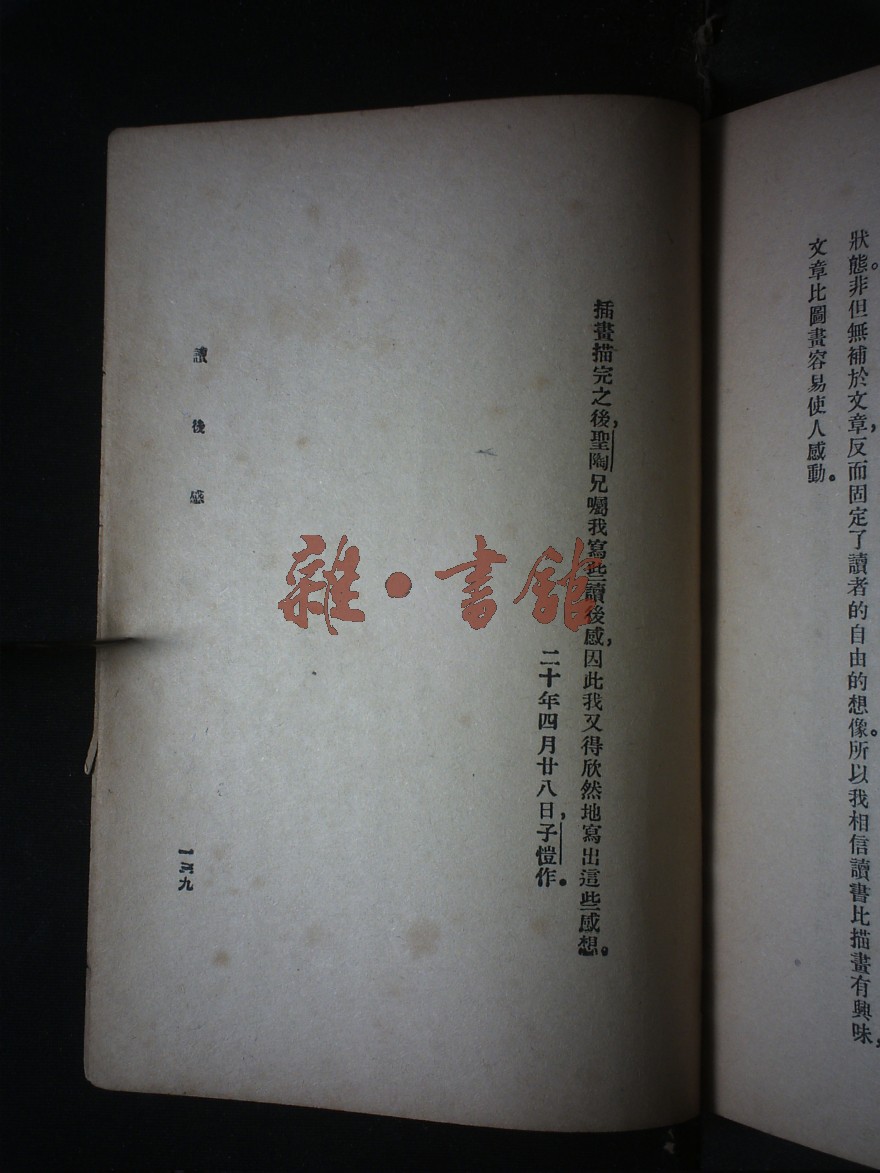 狀態。非但無補於文章，反而固定了讀者的自由的想像。所以我相信讀書比描畫有興味，
文章比圖畫容易使人感動。
插畫描完之後，聖陶兄囑我寫些讀後感，因此我又得欣然地寫出這些感想。
二十年四月廿八日，子愷作。
讀後感
一三九
雜•書館